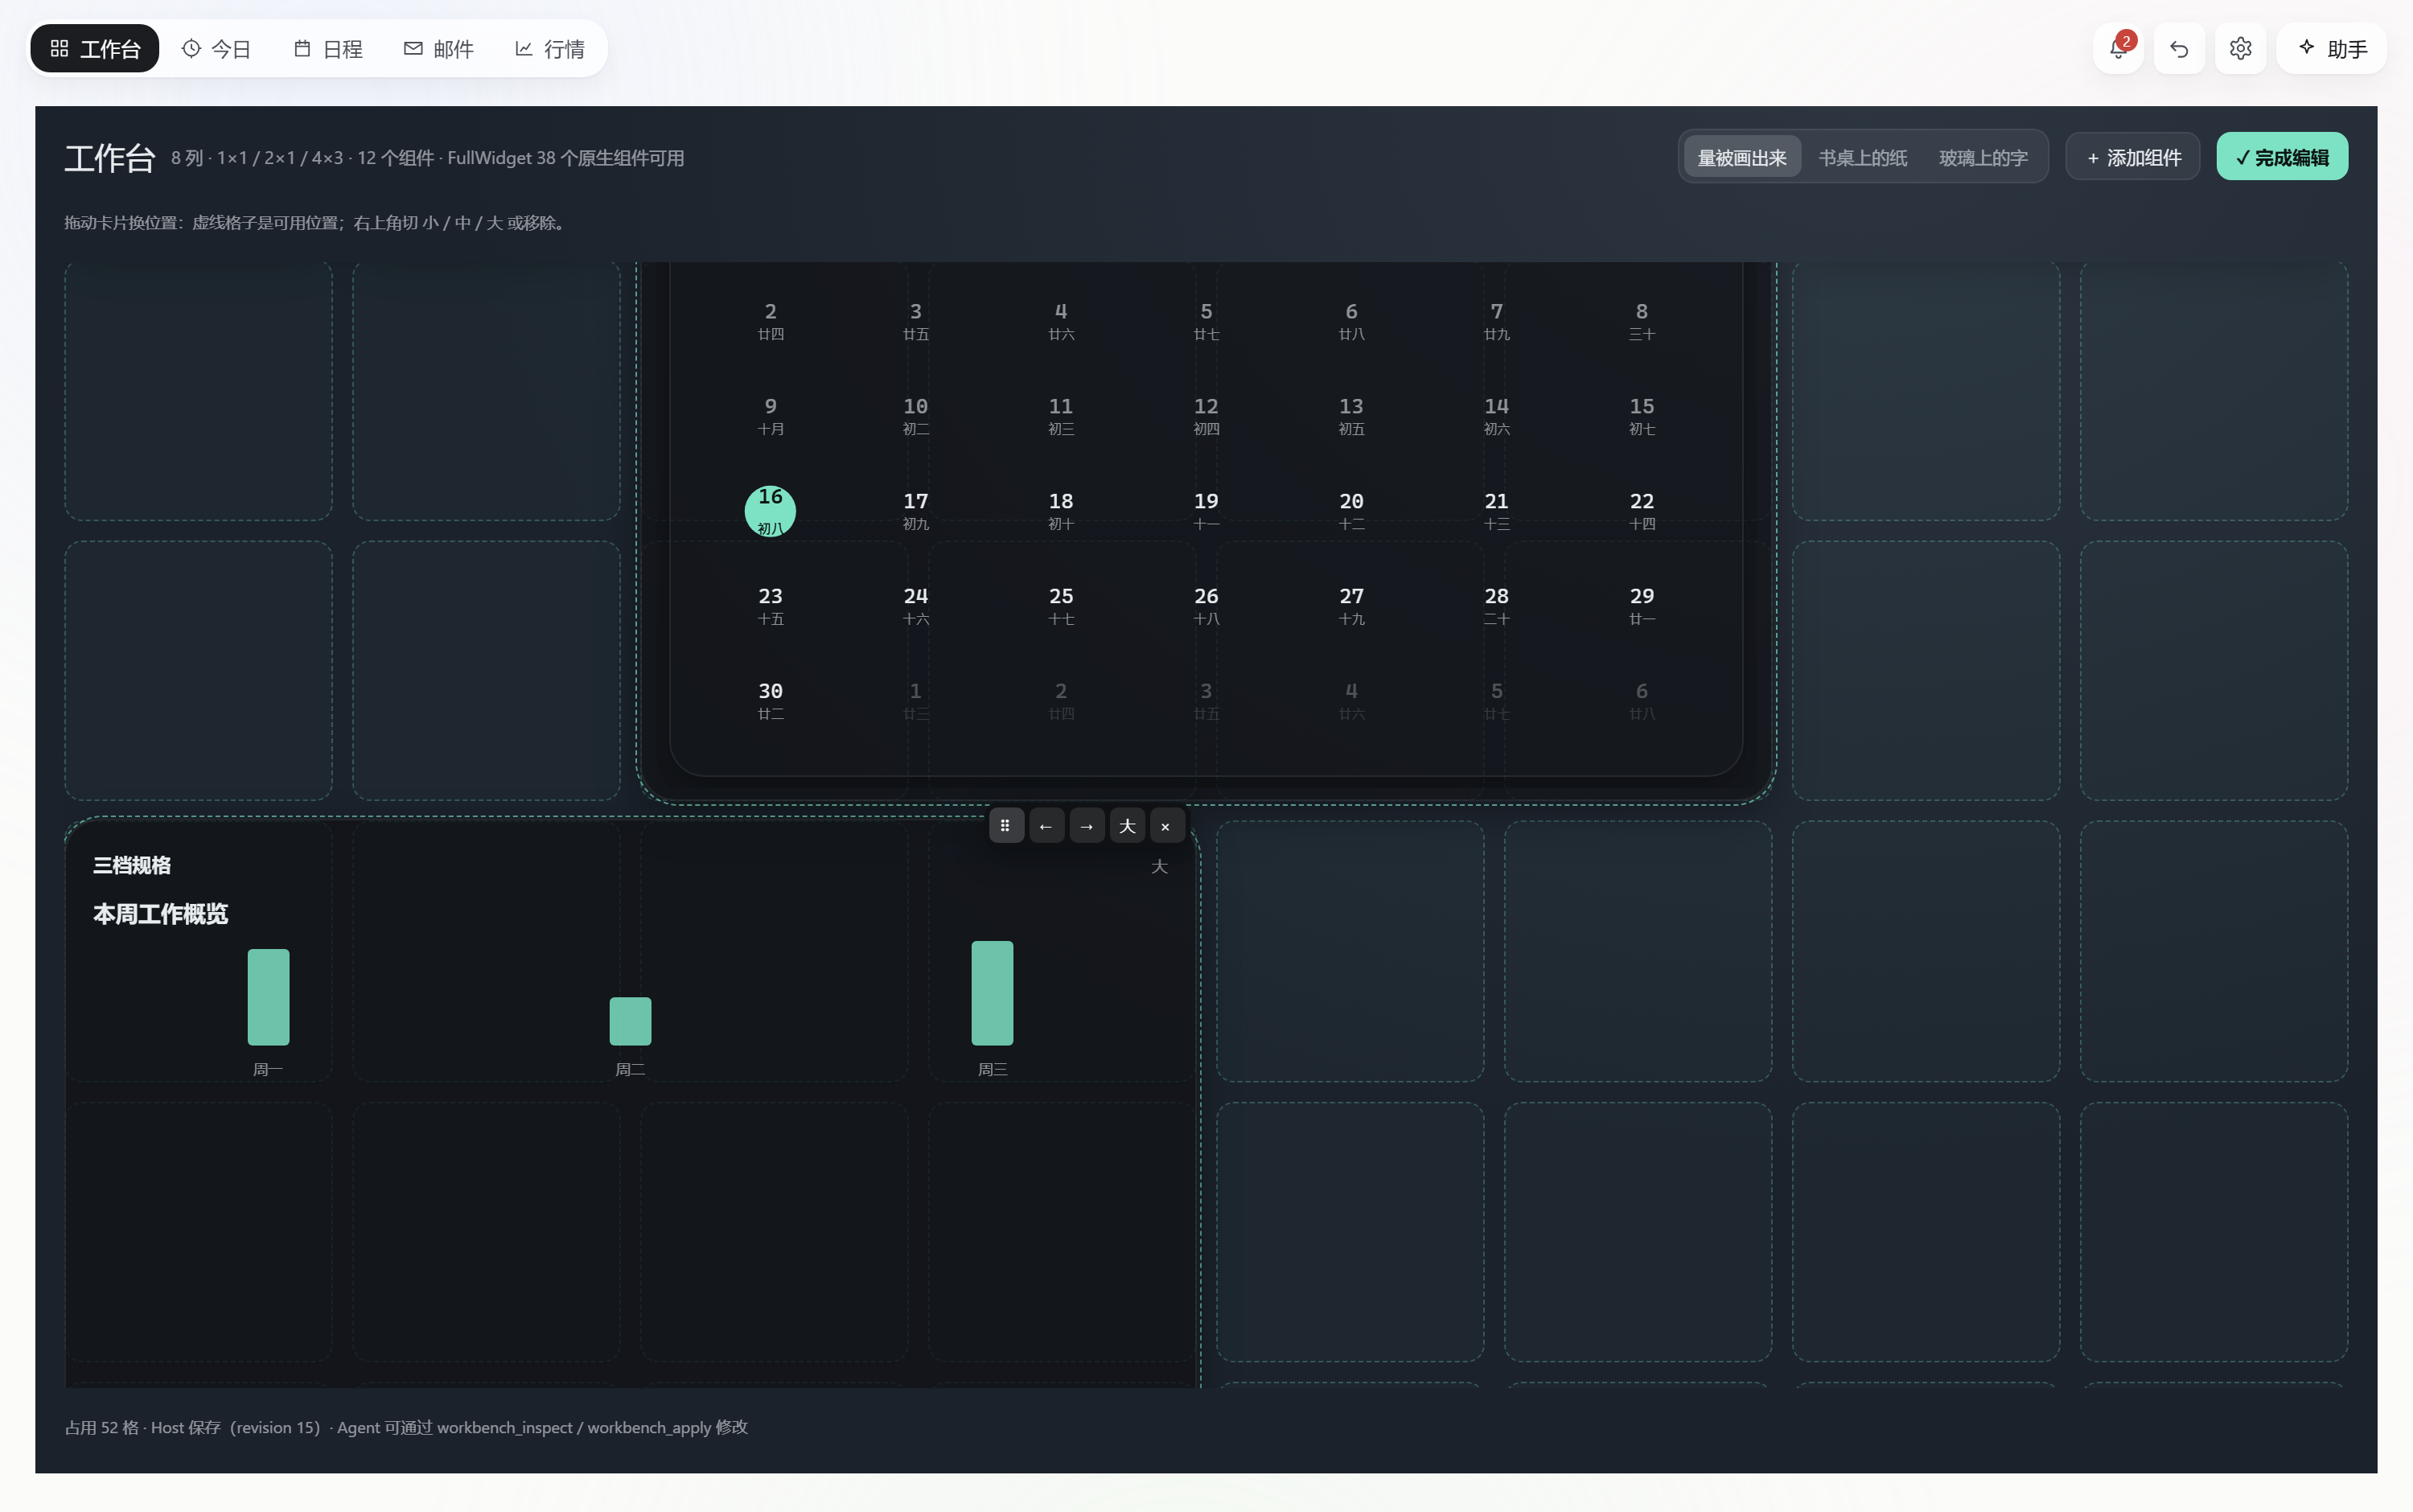 工作台 今日 日程 邮件 行情 2 助手
工作台 8 列 · 1×1 / 2×1 / 4×3 · 12 个组件 · FullWidget 38 个原生组件可用 量被画出来 书桌上的纸 玻璃上的字 + 添加组件 ✓ 完成编辑
拖动卡片换位置：虚线格子是可用位置；右上角切 小 / 中 / 大 或移除。
2 3 4 5 6 7 8
廿四 廿五 廿六 廿七 廿八 廿九 三十
9 10 11 12 13 14 15
十月 初二 初三 初四 初五 初六 初七
16 17 18 19 20 21 22
初八 初九 初十 十一 十二 十三 十四
23 24 25 26 27 28 29
十五 十六 十七 十八 十九 二十 廿一
30 1 2 3 4 5 6
廿二 廿三 廿四 廿五 廿六 廿七 廿八
← → 大 ×
三档规格 大
本周工作概览
周一 周二 周三
占用 52 格 · Host 保存（revision 15）· Agent 可通过 workbench_inspect / workbench_apply 修改